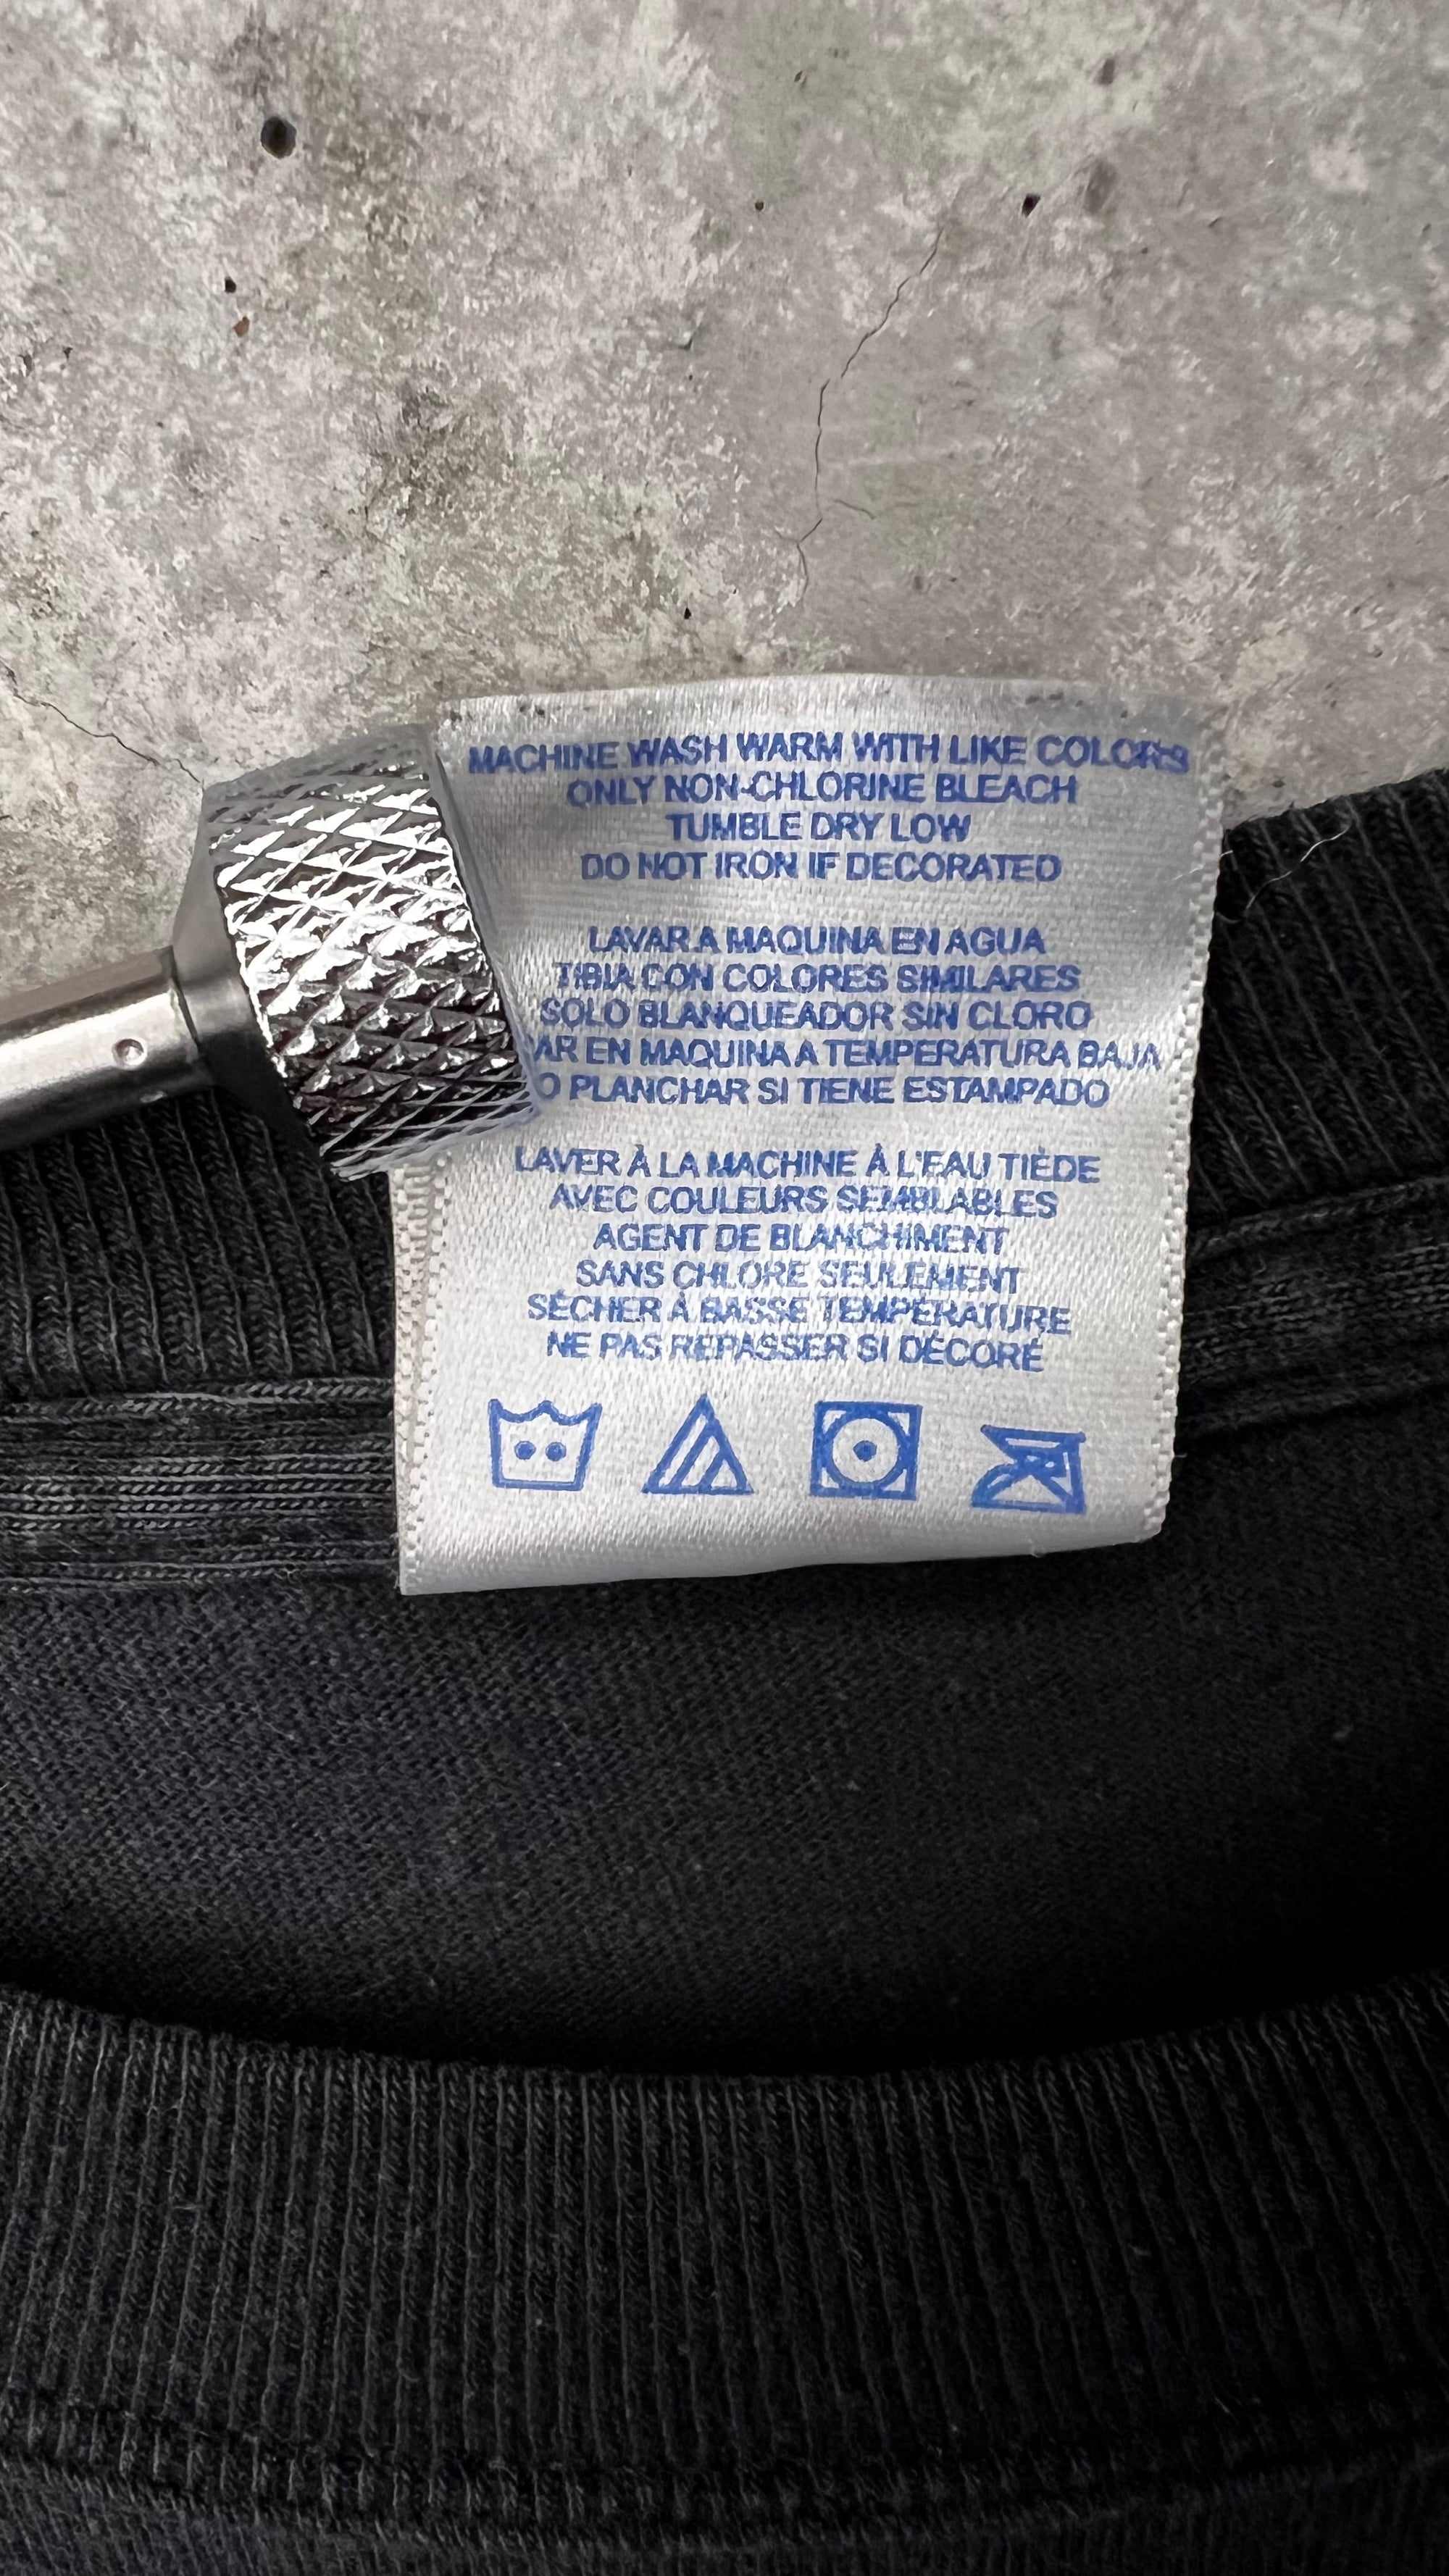 MACHINE WASH WARM WITH LIKE COLORS
ONLY NON-CHLORINE BLEACH
TUMBLE DRY LOW
DO NOT IRON IF DECORATED
LAVAR A MAQUINA EN AGUA
TIBIA CON COLORES SIMILARES
SOLO BLANQUEADOR SIN CLORO
AR EN MAQUINA A TEMPERATURA BAJA
O PLANCHAR SI TIENE ESTAMPADO
LAVER À LA MACHINE À L'EAU TIÈDE
AVEC COULEURS SEMBLABLES
AGENT DE BLANCHIMENT
SANS CHLORE SEULEMENT
SÉCHER À BASSE TEMPÉRATURE
NE PAS REPASSER SI DÉCORÉ